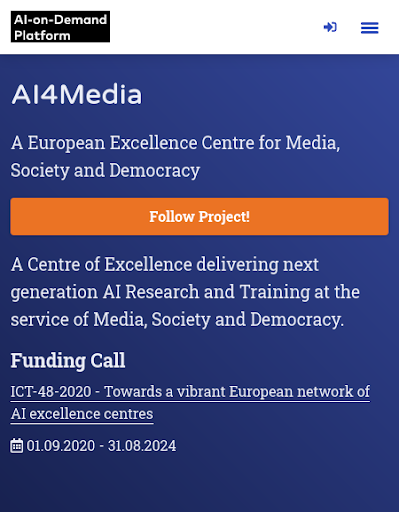 AI-on-Demand
Platform
AI4Media
A European Excellence Centre for Media,
Society and Democracy
Follow Project!
A Centre of Excellence delivering next
generation AI Research and Training at the
service of Media, Society and Democracy.
Funding Call
ICT-48-2020 - Towards a vibrant European network of
AI excellence centres
01.09.2020 - 31.08.2024